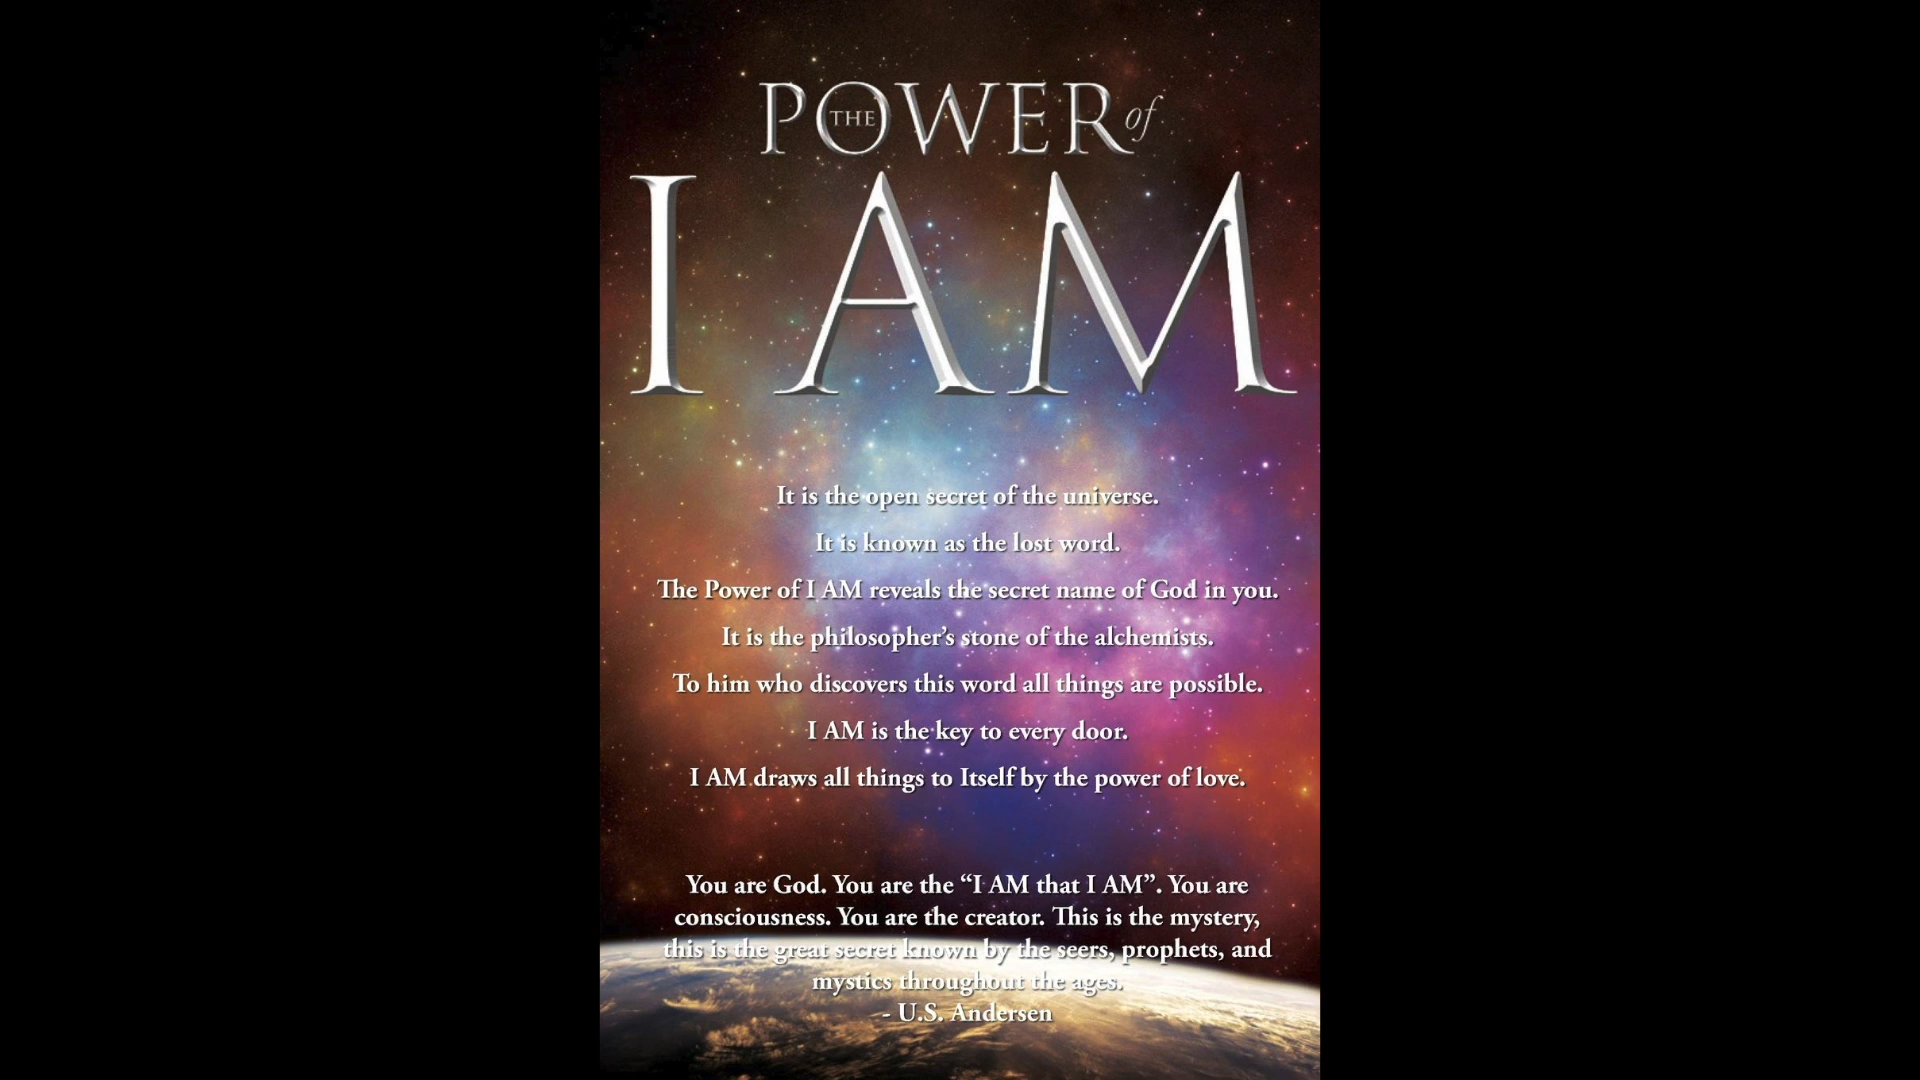 THE POWER of
I AM
It is the open secret of the universe.
It is known as the lost word.
The Power of I AM reveals the secret name of God in you.
It is the philosopher’s stone of the alchemists.
To him who discovers this word all things are possible.
I AM is the key to every door.
I AM draws all things to Itself by the power of love.
You are God. You are the “I AM that I AM”. You are
consciousness. You are the creator. This is the mystery,
this is the great secret known by the seers, prophets, and
mystics throughout the ages.
- U.S. Andersen